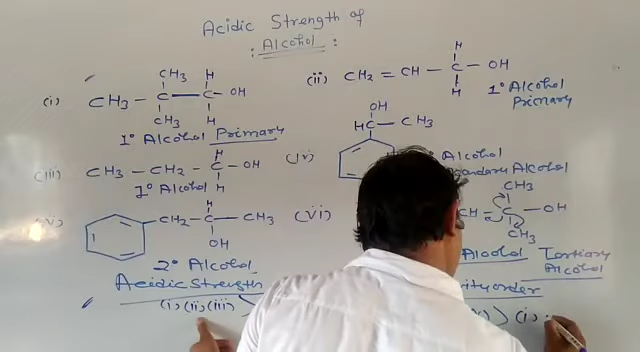 Acidic Strength of
: Alcohol :
(i) CH3 - C - C - OH
CH3 H
CH3 H
1° Alcohol Primary
(ii) CH2 = CH - C - OH
H
H
1° Alcohol
Primary
(iii) CH3 - CH2 - C - OH
H
H
1° Alcohol
(iv) OH
HC - CH3
Alcohol
Alcohol
(v) CH2 - C - CH3
H
OH
2° Alcohol
(vi) CH - C - OH
CH3
CH3
Alcohol Tertiary
Alcohol
Acidic Strength
order
(i), (ii), (iii) >
> (i),